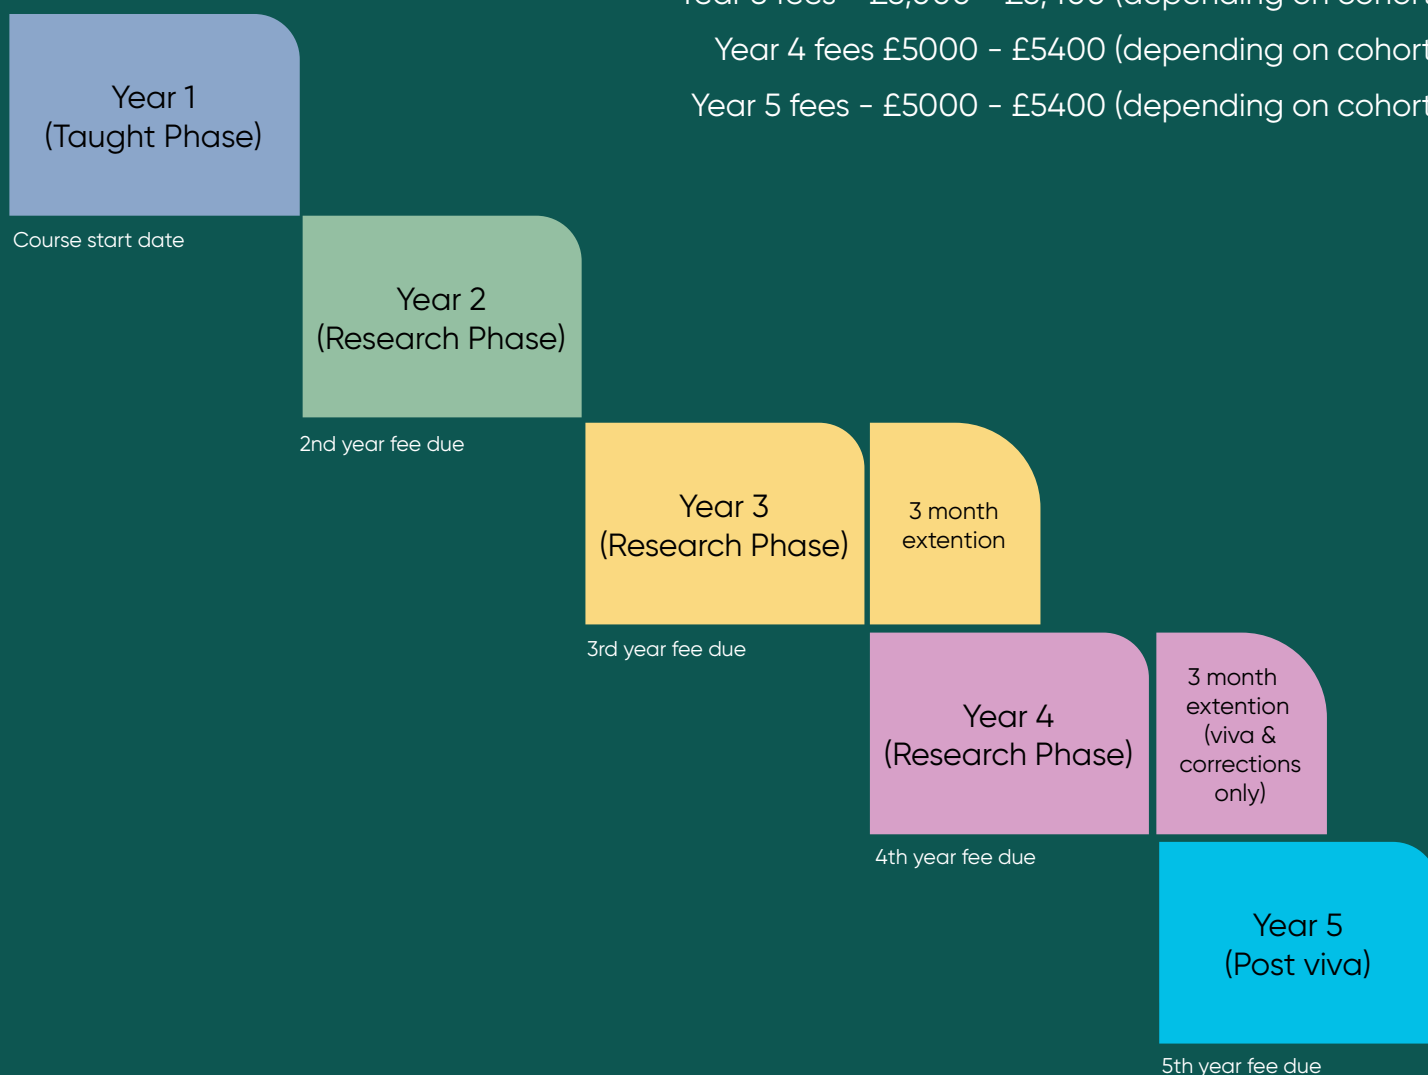 Year 4 fees £5000 - £5400 (depending on cohort
Year 5 fees - £5000 - £5400 (depending on cohort
Year 1
(Taught Phase)
Course start date
Year 2
(Research Phase)
2nd year fee due
Year 3
(Research Phase)
3 month
extention
3rd year fee due
Year 4
(Research Phase)
3 month
extention
(viva &
corrections
only)
4th year fee due
Year 5
(Post viva)
5th year fee due